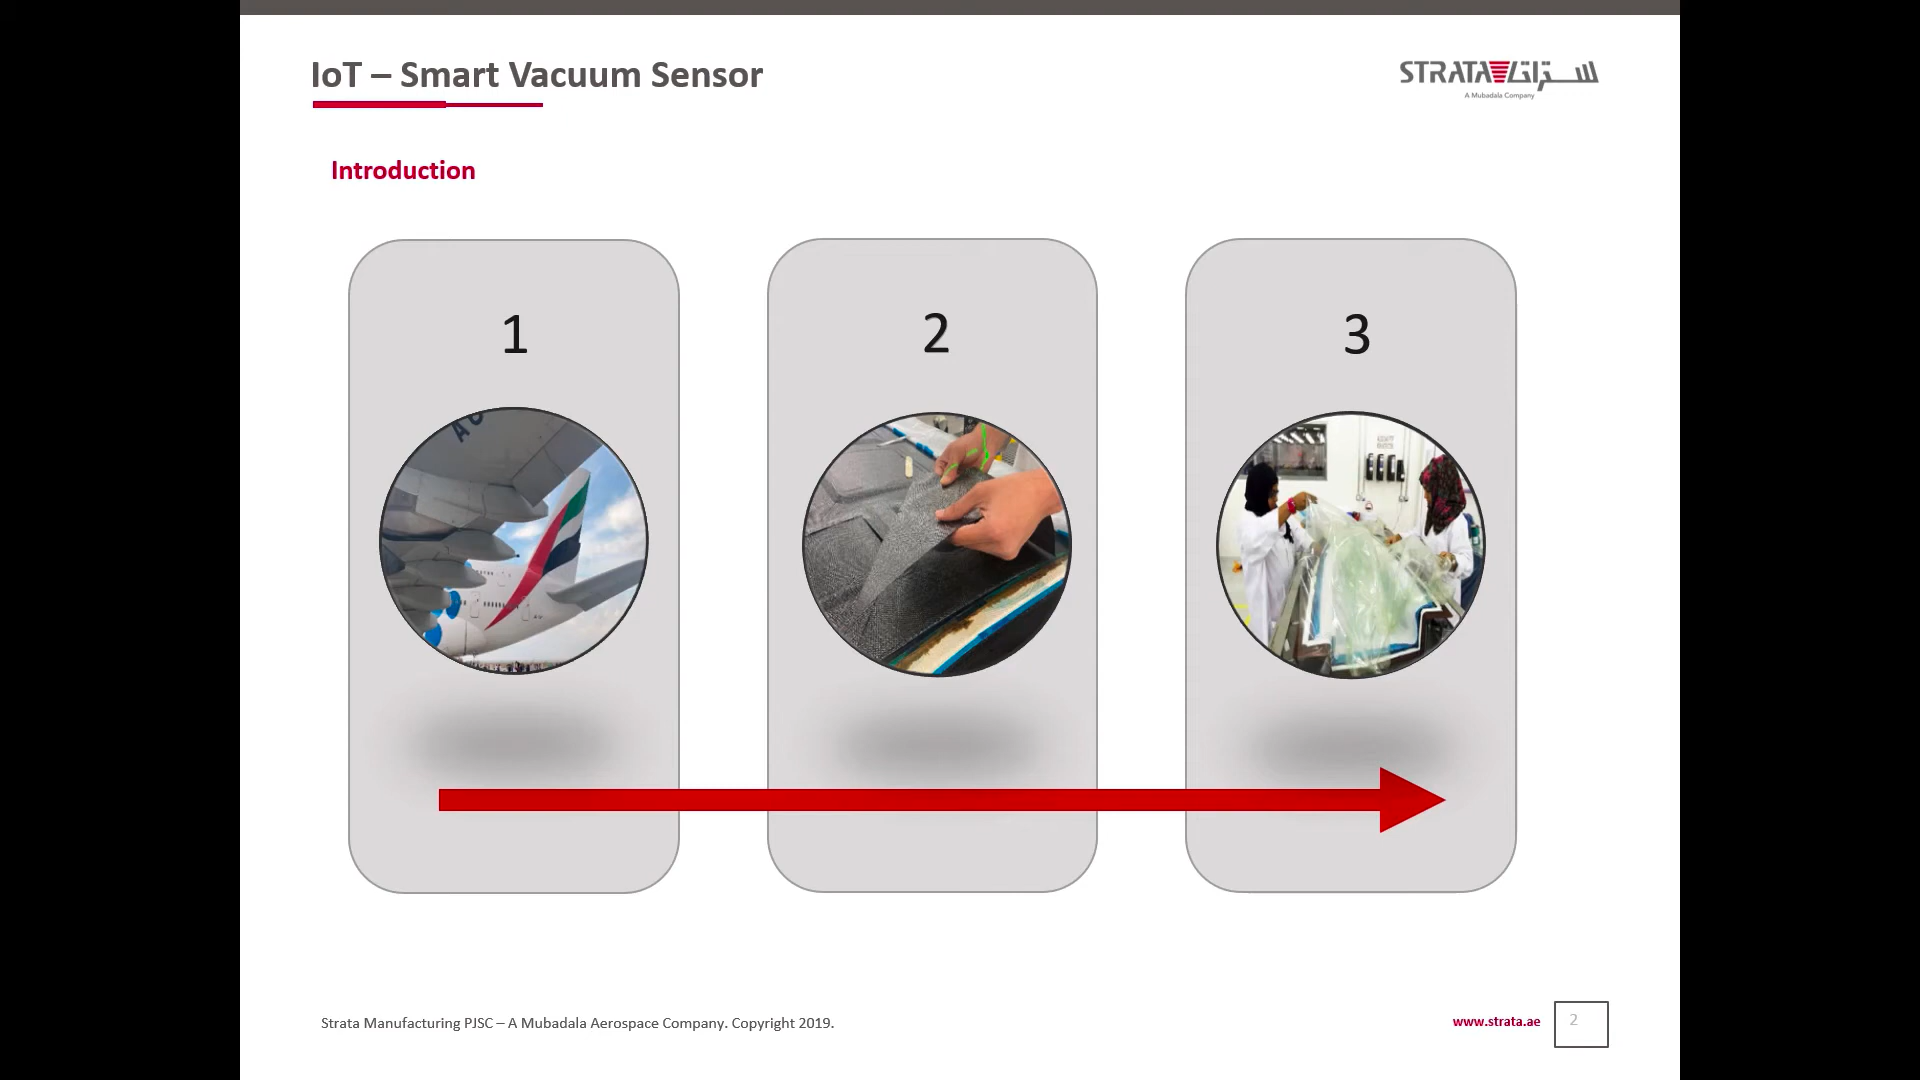 IoT – Smart Vacuum Sensor
STRATA ستراتا
A Mubadala Company
Introduction
1
2
3
A6
Strata Manufacturing PJSC – A Mubadala Aerospace Company. Copyright 2019.
www.strata.ae
2